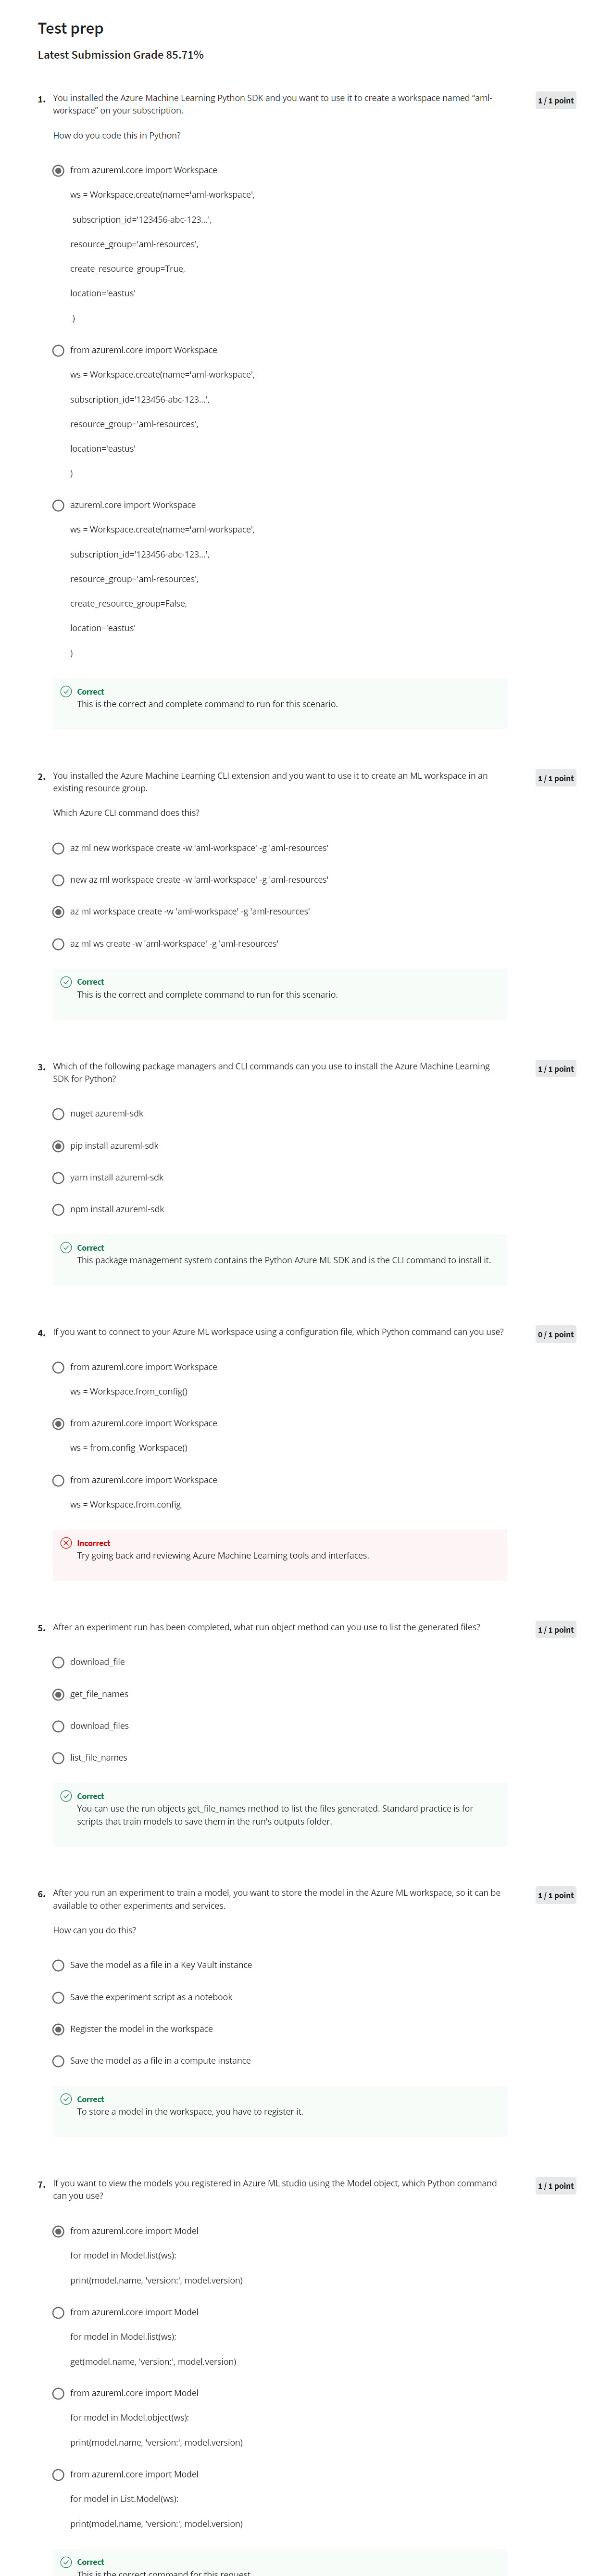 Test prep
Latest Submission Grade 85.71%
1. You installed the Azure Machine Learning Python SDK and you want to use it to create a workspace named "aml-
workspace" on your subscription.
1 / 1 point
How do you code this in Python?
from azureml.core import Workspace
ws = Workspace.create(name='aml-workspace',
subscription_id='123456-abc-123...',
resource_group='aml-resources',
create_resource_group=True,
location='eastus'
)
from azureml.core import Workspace
ws = Workspace.create(name='aml-workspace',
subscription_id='123456-abc-123...',
resource_group='aml-resources',
location='eastus'
)
azureml.core import Workspace
ws = Workspace.create(name='aml-workspace',
subscription_id='123456-abc-123...',
resource_group='aml-resources',
create_resource_group=False,
location='eastus'
)
Correct
This is the correct and complete command to run for this scenario.
2. You installed the Azure Machine Learning CLI extension and you want to use it to create an ML workspace in an
existing resource group.
1 / 1 point
Which Azure CLI command does this?
az ml new workspace create -w 'aml-workspace' -g 'aml-resources'
new az ml workspace create -w 'aml-workspace' -g 'aml-resources'
az ml workspace create -w 'aml-workspace' -g 'aml-resources'
az ml ws create -w 'aml-workspace' -g 'aml-resources'
Correct
This is the correct and complete command to run for this scenario.
3. Which of the following package managers and CLI commands can you use to install the Azure Machine Learning
SDK for Python?
1 / 1 point
nuget azureml-sdk
pip install azureml-sdk
yarn install azureml-sdk
npm install azureml-sdk
Correct
This package management system contains the Python Azure ML SDK and is the CLI command to install it.
4. If you want to connect to your Azure ML workspace using a configuration file, which Python command can you use?
0 / 1 point
from azureml.core import Workspace
ws = Workspace.from_config()
from azureml.core import Workspace
ws = from.config_Workspace()
from azureml.core import Workspace
ws = Workspace.from.config
Incorrect
Try going back and reviewing Azure Machine Learning tools and interfaces.
5. After an experiment run has been completed, what run object method can you use to list the generated files?
1 / 1 point
download_file
get_file_names
download_files
list_file_names
Correct
You can use the run objects get_file_names method to list the files generated. Standard practice is for
scripts that train models to save them in the run's outputs folder.
6. After you run an experiment to train a model, you want to store the model in the Azure ML workspace, so it can be
available to other experiments and services.
1 / 1 point
How can you do this?
Save the model as a file in a Key Vault instance
Save the experiment script as a notebook
Register the model in the workspace
Save the model as a file in a compute instance
Correct
To store a model in the workspace, you have to register it.
7. If you want to view the models you registered in Azure ML studio using the Model object, which Python command
can you use?
1 / 1 point
from azureml.core import Model
for model in Model.list(ws):
print(model.name, 'version:', model.version)
from azureml.core import Model
for model in Model.list(ws):
get(model.name, 'version:', model.version)
from azureml.core import Model
for model in Model.object(ws):
print(model.name, 'version:', model.version)
from azureml.core import Model
for model in List.Model(ws):
print(model.name, 'version:', model.version)
Correct
This is the correct command for this request